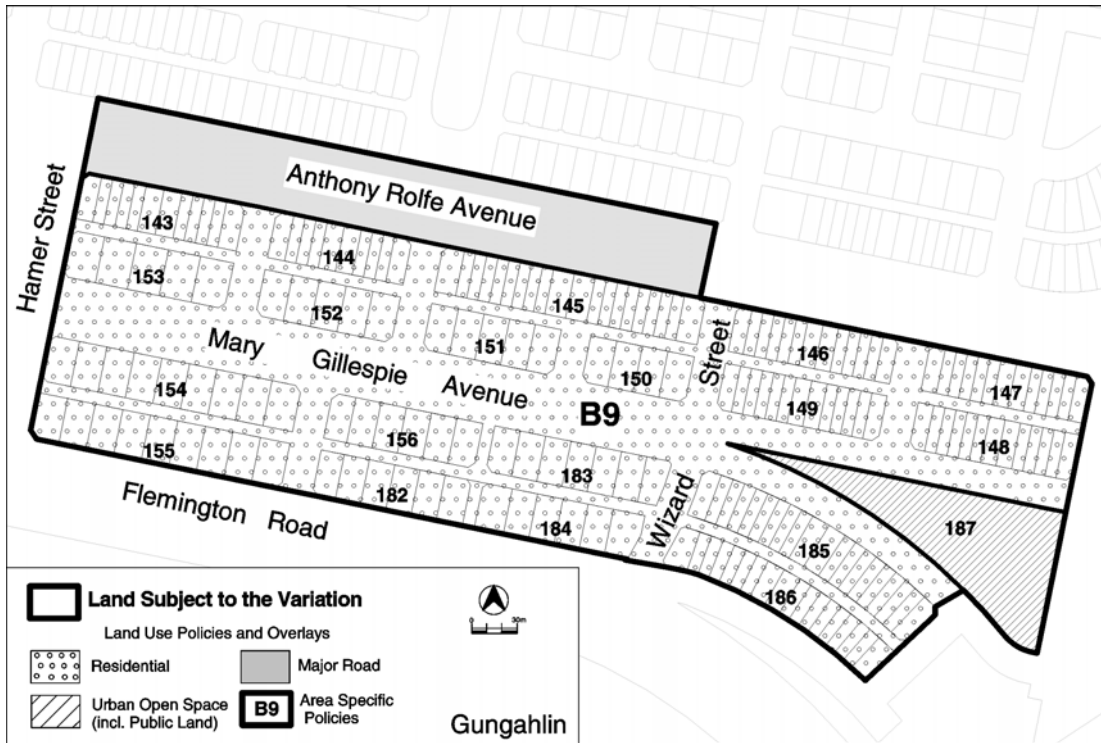 Anthony Rolfe Avenue
Hamer Street
143
144
145
146
147
153
152
151
150
149
148
Mary Gillespie Avenue
B9
Wizard Street
154
156
183
155
182
184
185
186
187
Flemington Road
Land Subject to the Variation
Land Use Policies and Overlays
0 30m
Residential
Major Road
Urban Open Space
(incl. Public Land)
B9
Area Specific
Policies
Gungahlin